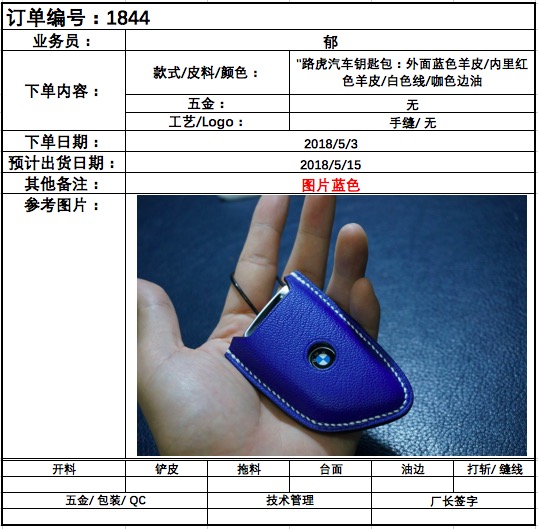 订单编号：1844
业务员：
郁
下单内容：
款式/皮料/颜色：
"路虎汽车钥匙包：外面蓝色羊皮/内里红
色羊皮/白色线/咖色边油
五金：
无
工艺/Logo：
手缝/ 无
下单日期：
2018/5/3
预计出货日期：
2018/5/15
其他备注：
图片蓝色
参考图片：
开料
铲皮
拖料
台面
油边
打斩/ 缝线
五金/ 包装/ QC
技术管理
厂长签字